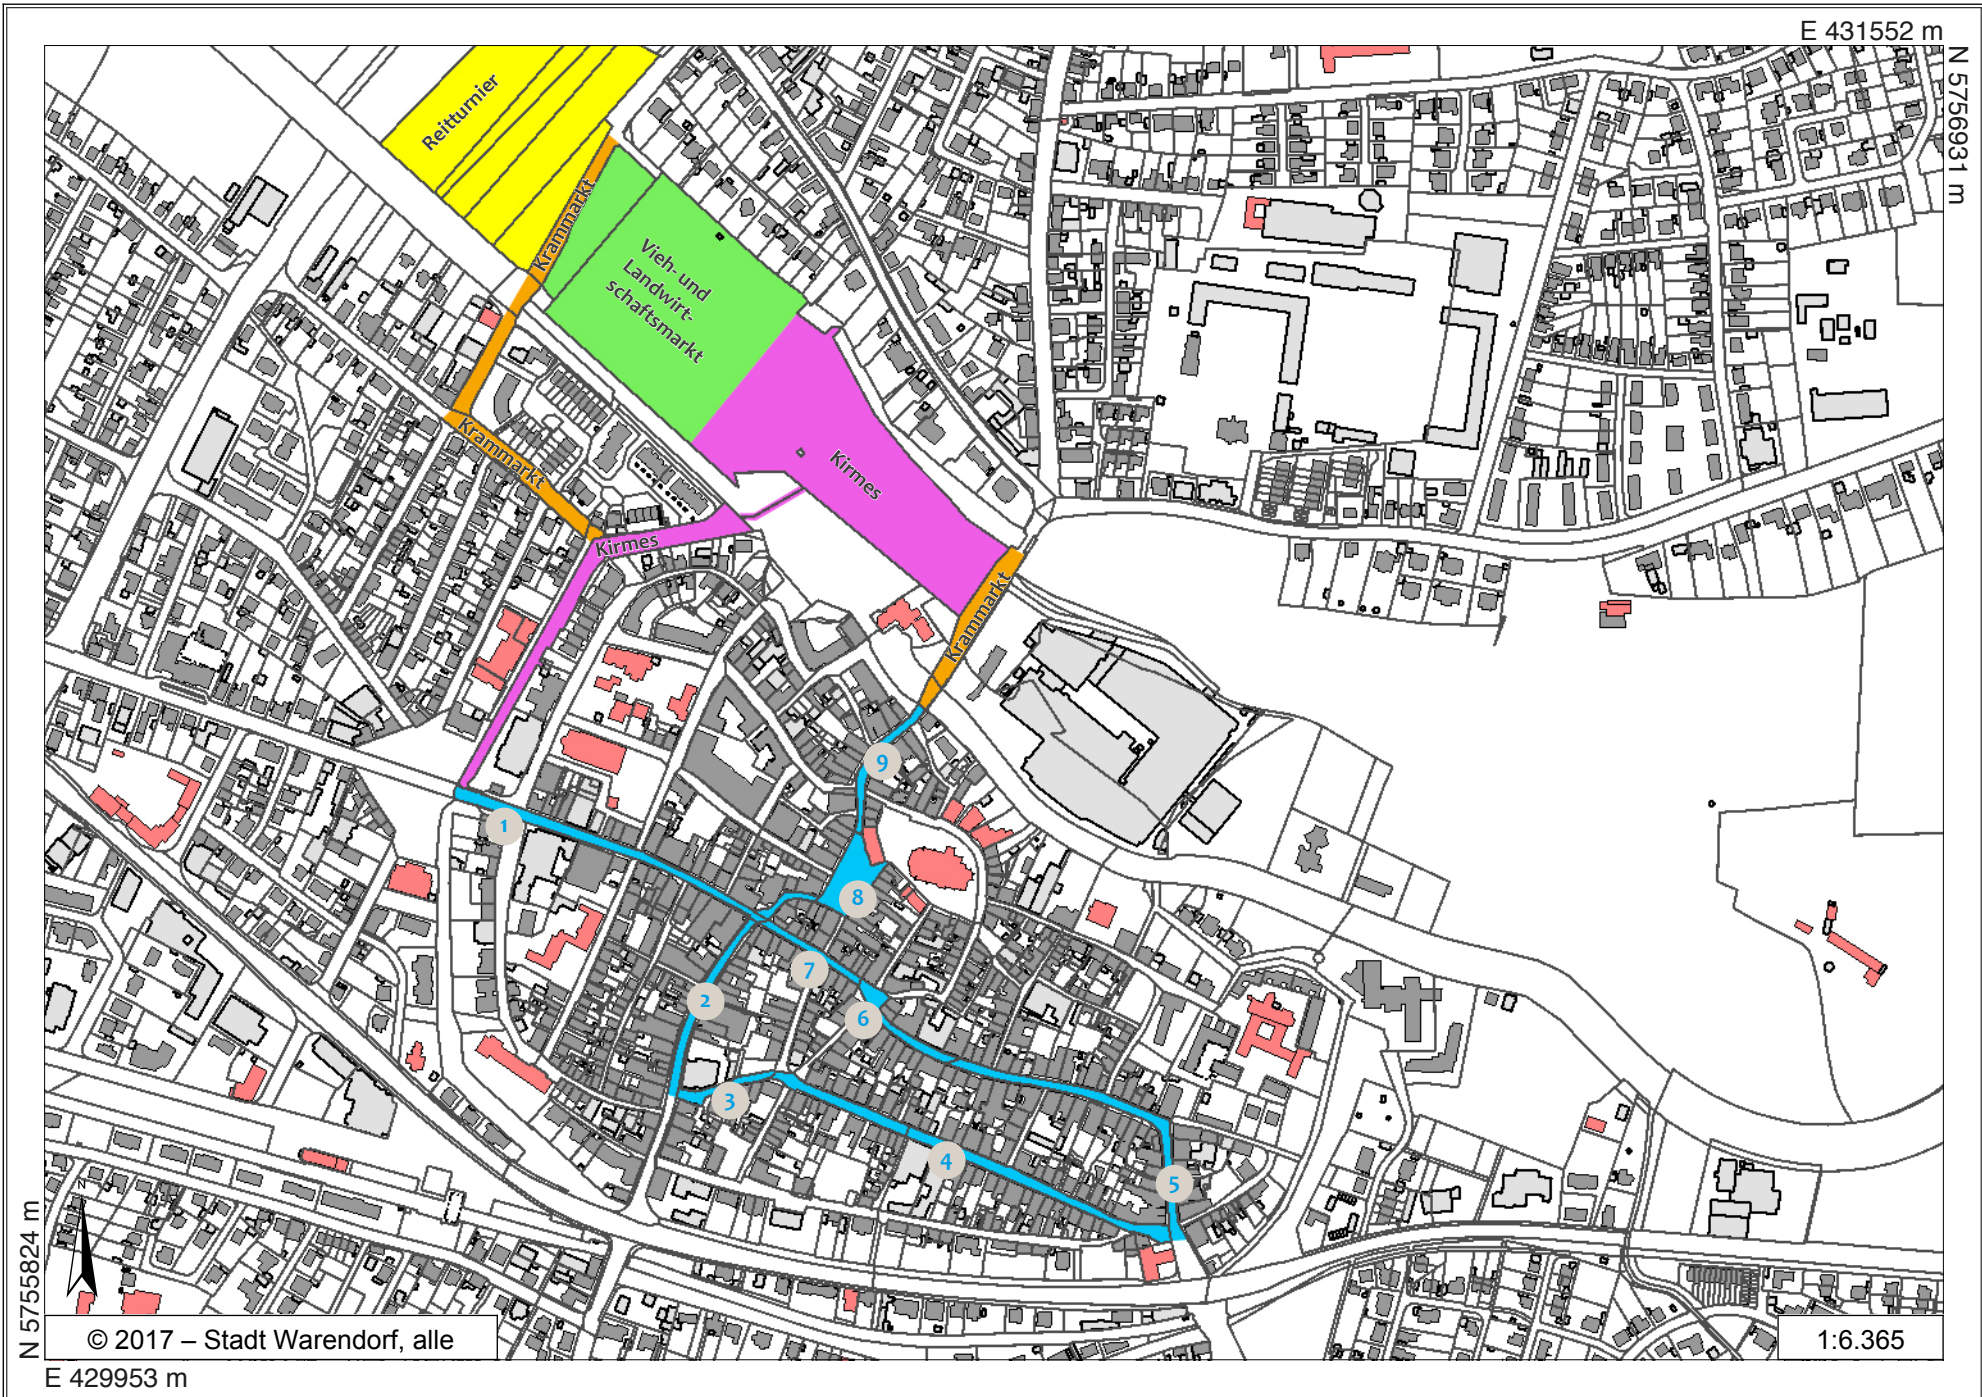 E 431552 m
N 5756931 m
Reitturnier
Krammarkt
Vieh- und
Landwirt-
schaftsmarkt
Krammarkt
Kirmes
Kirmes
Krammarkt
9
1
8
7
2
6
3
4
5
N
N 5755824 m
© 2017 – Stadt Warendorf, alle
1:6.365
E 429953 m